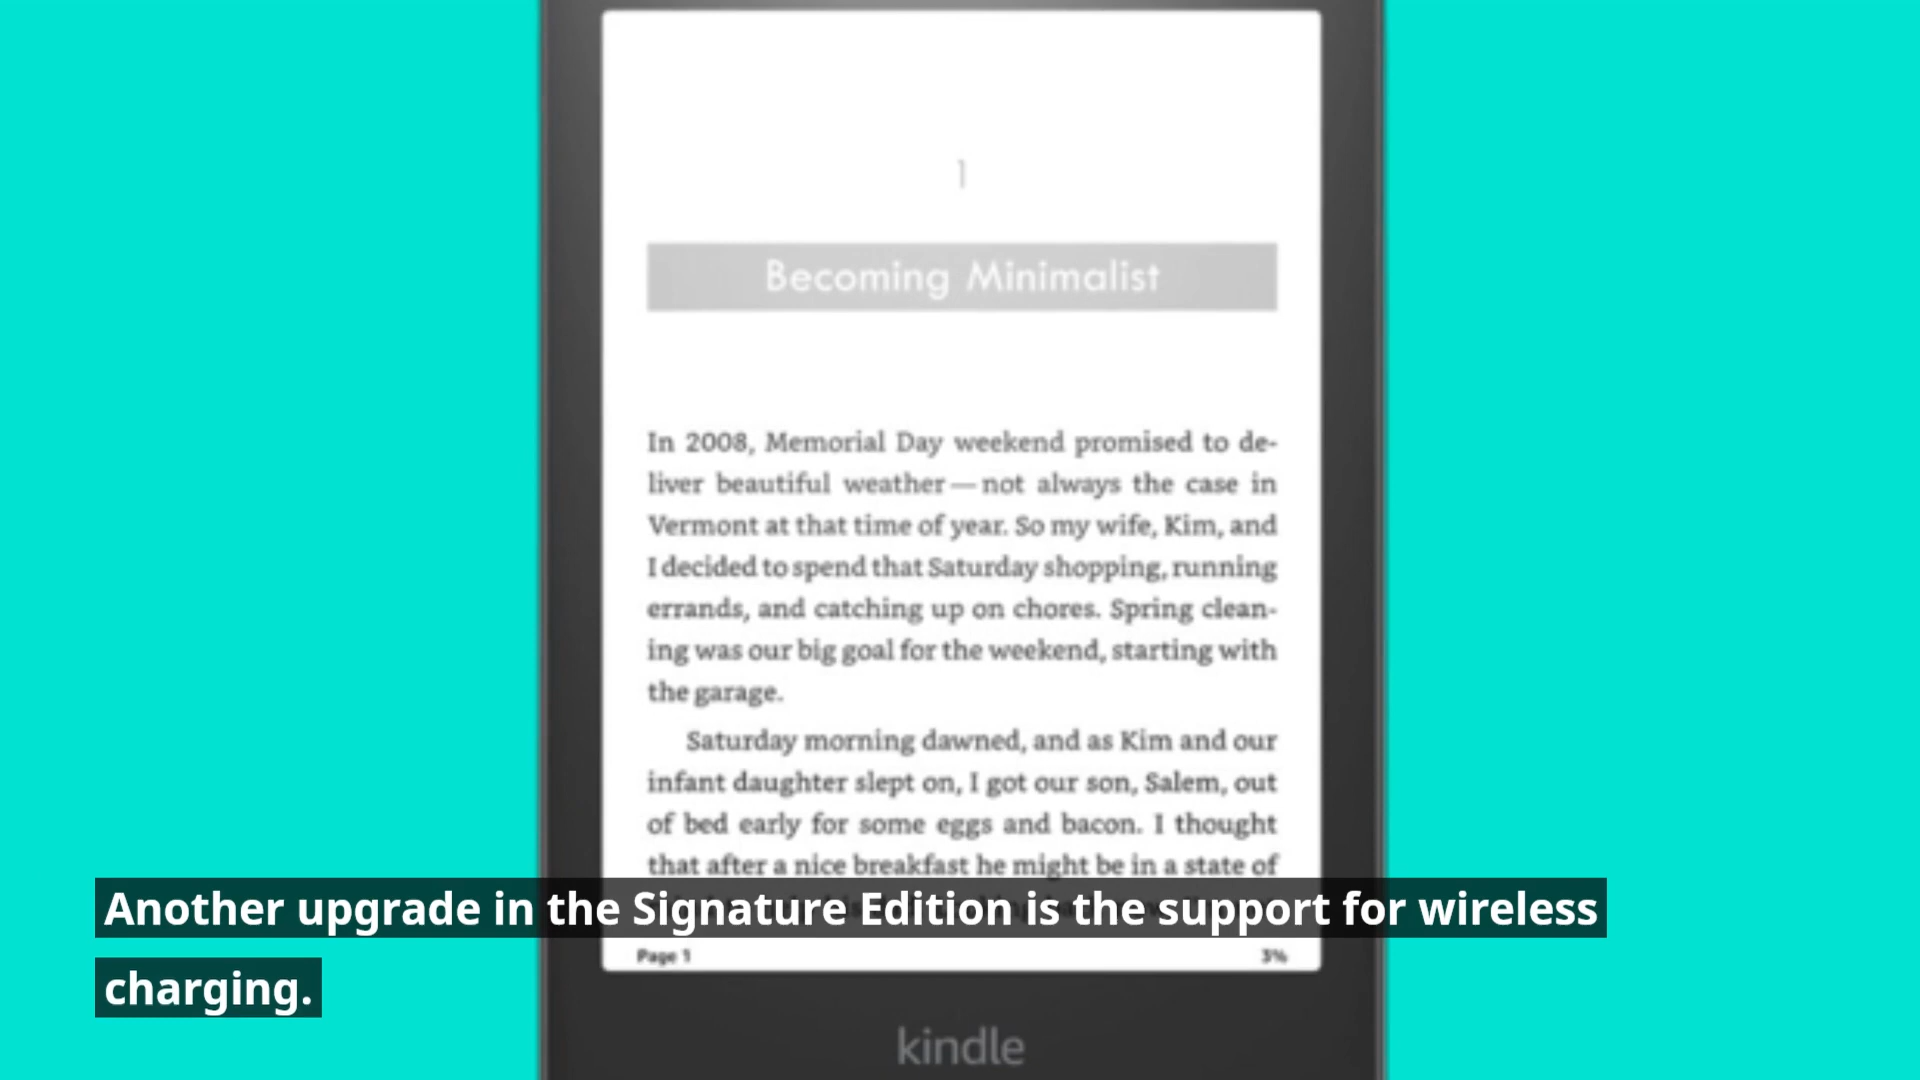 1
Becoming Minimalist
In 2008, Memorial Day weekend promised to de-
liver beautiful weather—not always the case in
Vermont at that time of year. So my wife, Kim, and
I decided to spend that Saturday shopping, running
errands, and catching up on chores. Spring clean-
ing was our big goal for the weekend, starting with
the garage.
Saturday morning dawned, and as Kim and our
infant daughter slept on, I got our son, Salem, out
of bed early for some eggs and bacon. I thought
that after a nice breakfast he might be in a state of
Another upgrade in the Signature Edition is the support for wireless
charging.
Page 1 3%
kindle